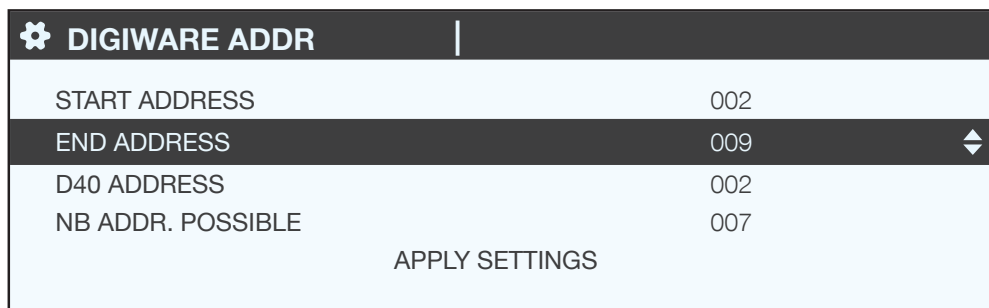 DIGIWARE ADDR
START ADDRESS 002
END ADDRESS 009
D40 ADDRESS 002
NB ADDR. POSSIBLE 007
APPLY SETTINGS